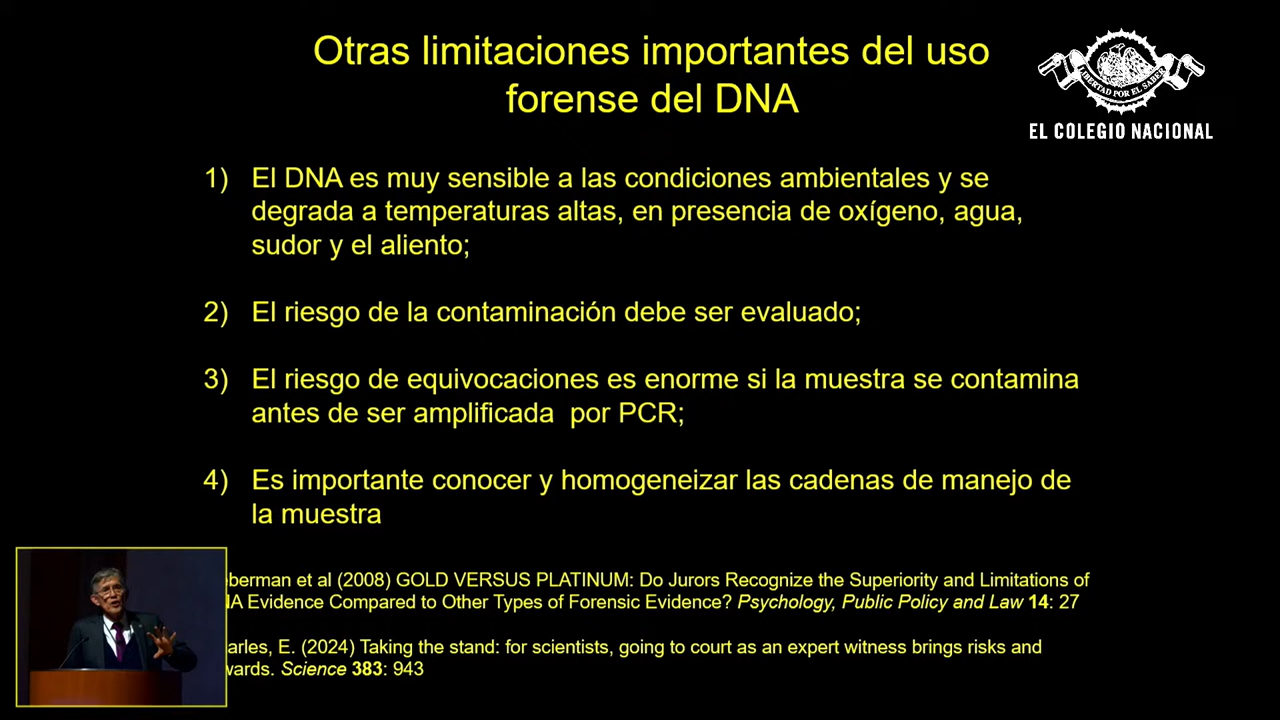 Otras limitaciones importantes del uso
forense del DNA
LIBERTAD POR EL SABER
EL COLEGIO NACIONAL
1) El DNA es muy sensible a las condiciones ambientales y se
degrada a temperaturas altas, en presencia de oxígeno, agua,
sudor y el aliento;
2) El riesgo de la contaminación debe ser evaluado;
3) El riesgo de equivocaciones es enorme si la muestra se contamina
antes de ser amplificada por PCR;
4) Es importante conocer y homogeneizar las cadenas de manejo de
la muestra
et al (2008) GOLD VERSUS PLATINUM: Do Jurors Recognize the Superiority and Limitations of
Evidence Compared to Other Types of Forensic Evidence? Psychology, Public Policy and Law 14: 27
E. (2024) Taking the stand: for scientists, going to court as an expert witness brings risks and
Science 383: 943